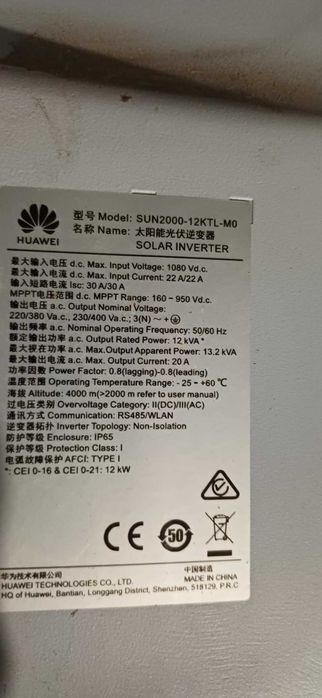 HUAWEI
型号 Model: SUN2000-12KTL-M0
名称 Name: 太阳能光伏逆变器
SOLAR INVERTER
最大输入电压 d.c. Max. Input Voltage: 1080 Vd.c.
最大输入电流 d.c. Max. Input Current: 22 A/22 A
输入短路电流 Isc: 30 A/30 A
MPPT电压范围 d.c. MPPT Range: 160 – 950 Vd.c.
输出电压 a.c. Output Nominal Voltage:
220/380 Va.c., 230/400 Va.c.; 3(N) ~ +
输出频率 a.c. Nominal Operating Frequency: 50/60 Hz
额定输出功率 a.c. Output Rated Power: 12 kVA *
最大视在功率 a.c. Max.Output Apparent Power: 13.2 kVA
最大输出电流 a.c. Max. Output Current: 20 A
功率因数 Power Factor: 0.8(lagging)-0.8(leading)
温度范围 Operating Temperature Range: - 25 ~ +60℃
海拔 Altitude: 4000 m(>2000 m refer to user manual)
过电压类别 Overvoltage Category: II(DC)/III(AC)
通讯方式 Communication: RS485/WLAN
逆变器拓扑 Inverter Topology: Non-Isolation
防护等级 Enclosure: IP65
保护等级 Protection Class: I
电弧故障保护 AFCI: TYPE I
*: CEI 0-16 & CEI 0-21: 12 kW
CE 50
华为技术有限公司 中国制造
HUAWEI TECHNOLOGIES CO., LTD. MADE IN CHINA
HQ of Huawei, Bantian, Longgang District, Shenzhen, 518129, P.R.C